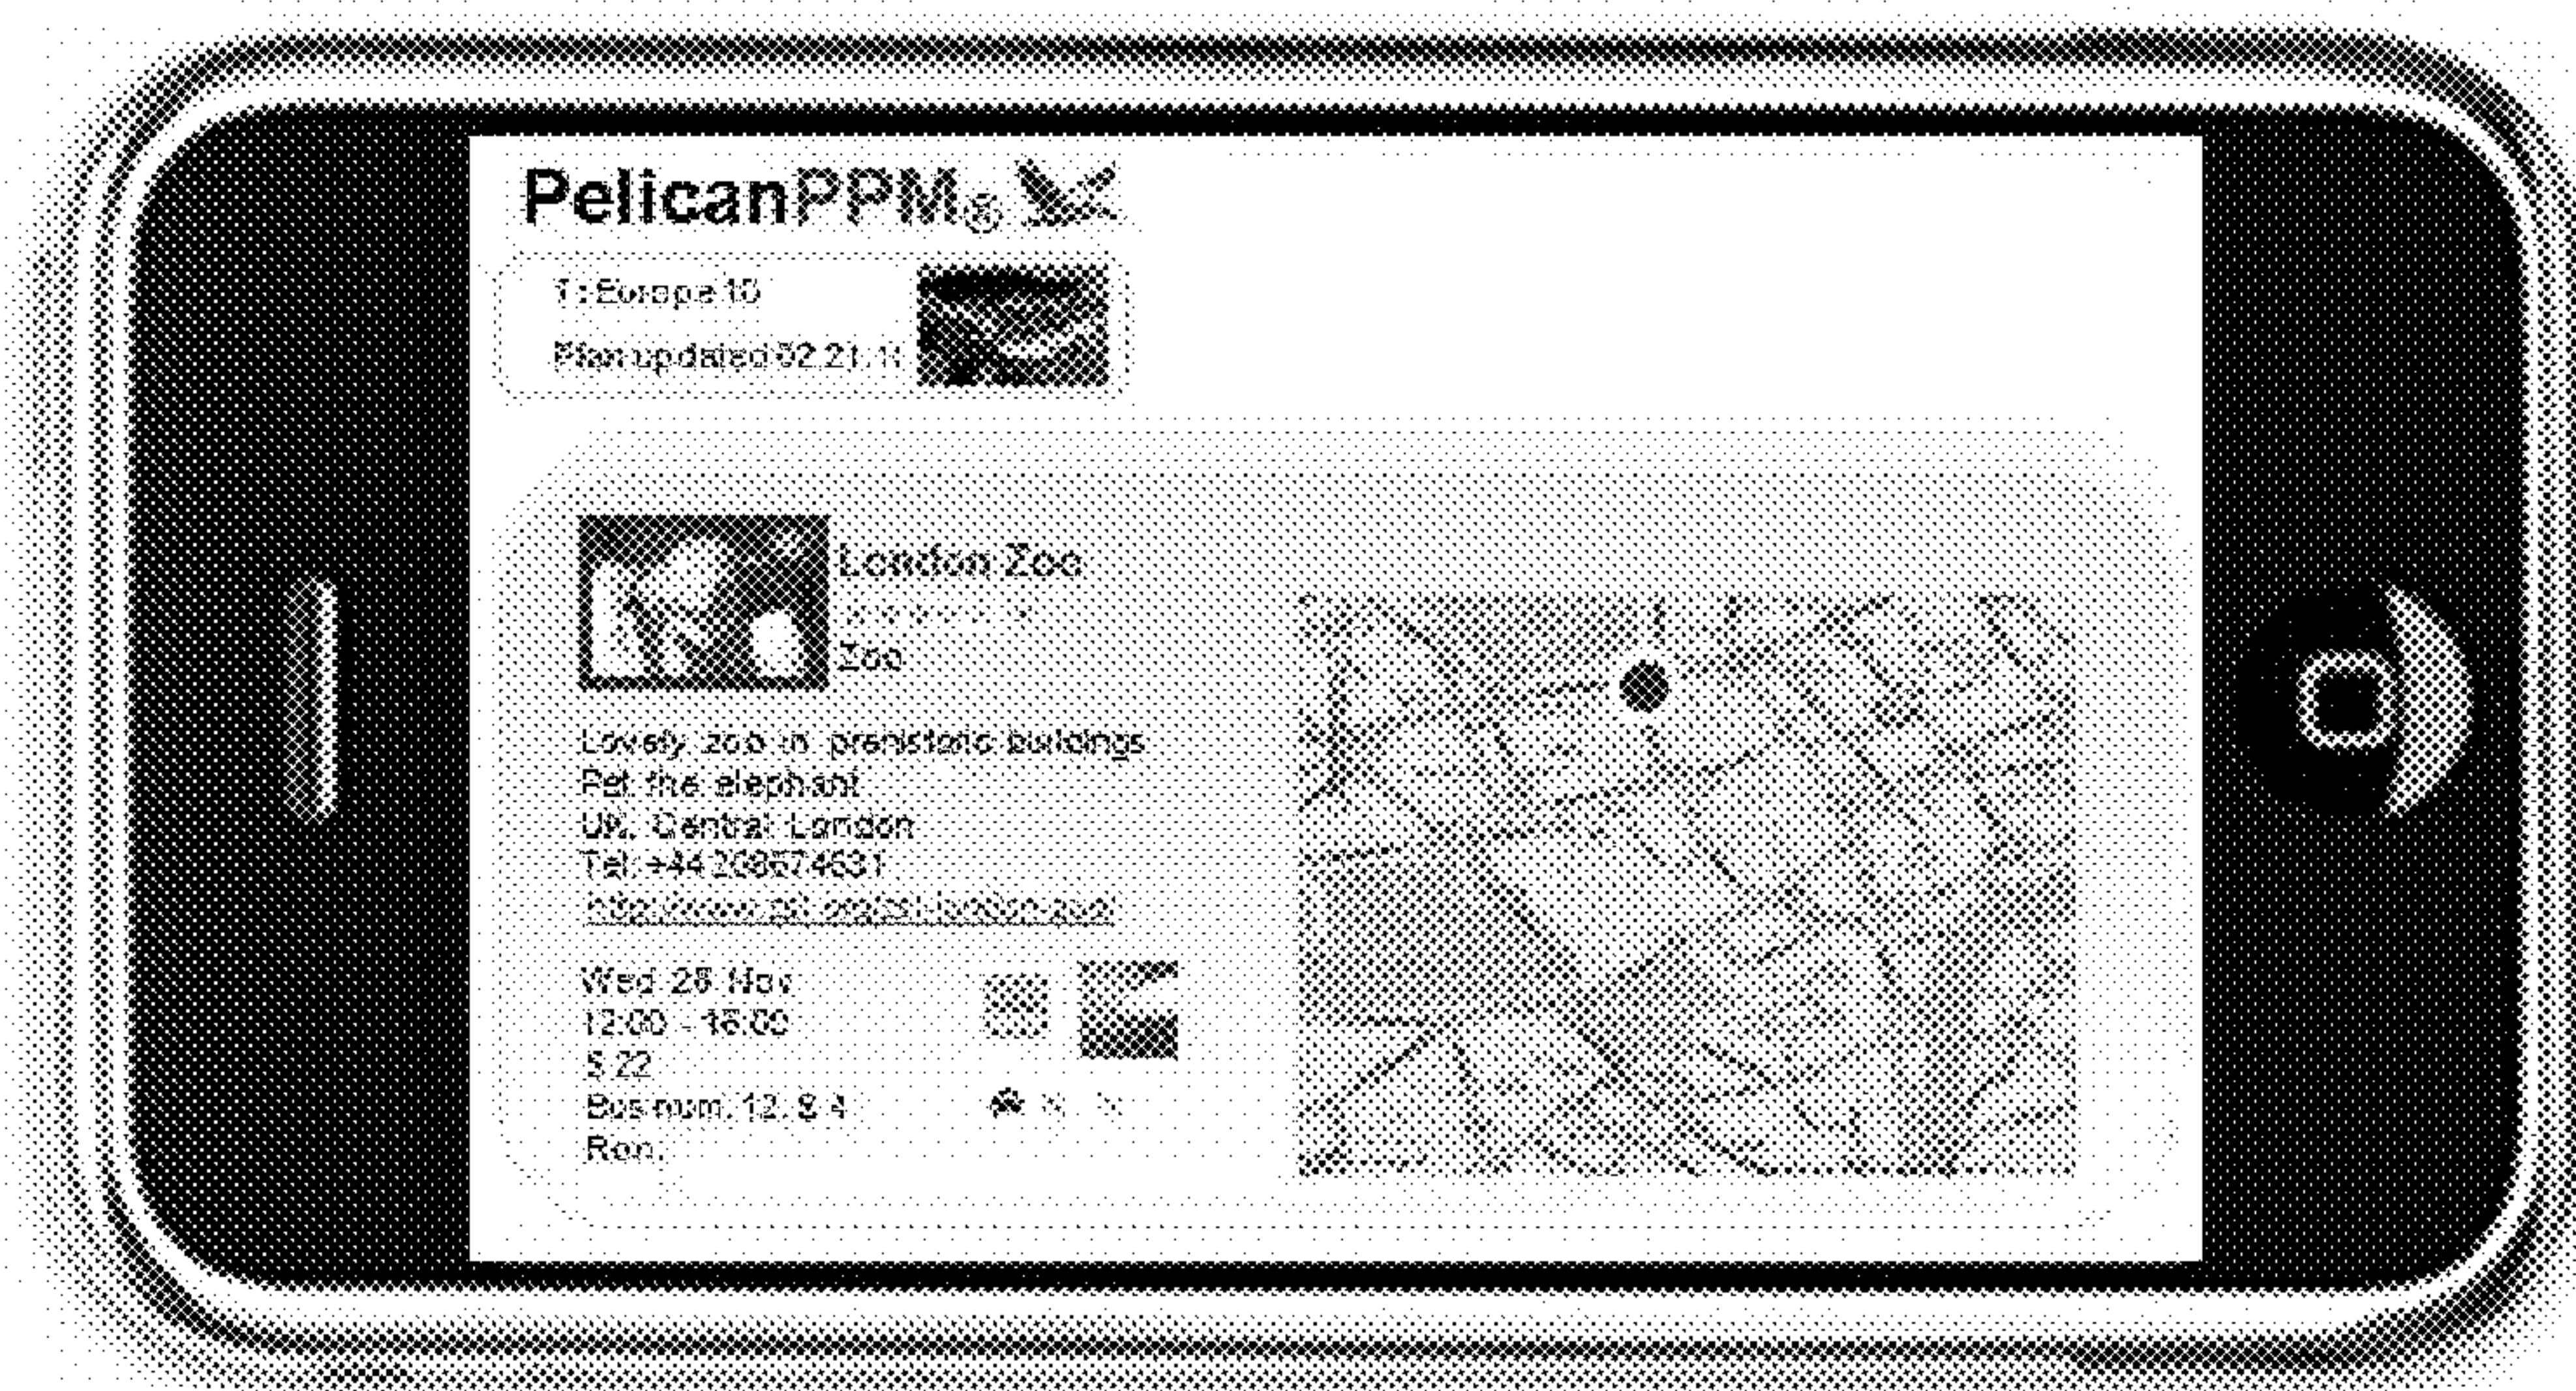 PelicanPPM®
T: Europe 10
Plan updated 02.21.11
London Zoo
Zoo
Lovely zoo in prehistoric buildings
Pet the elephant
UK, Central London
Tel: +44 208674631
Wed 28 Nov
12:00 - 16:00
$ 22
Bus num. 12, 8 4
Ron,